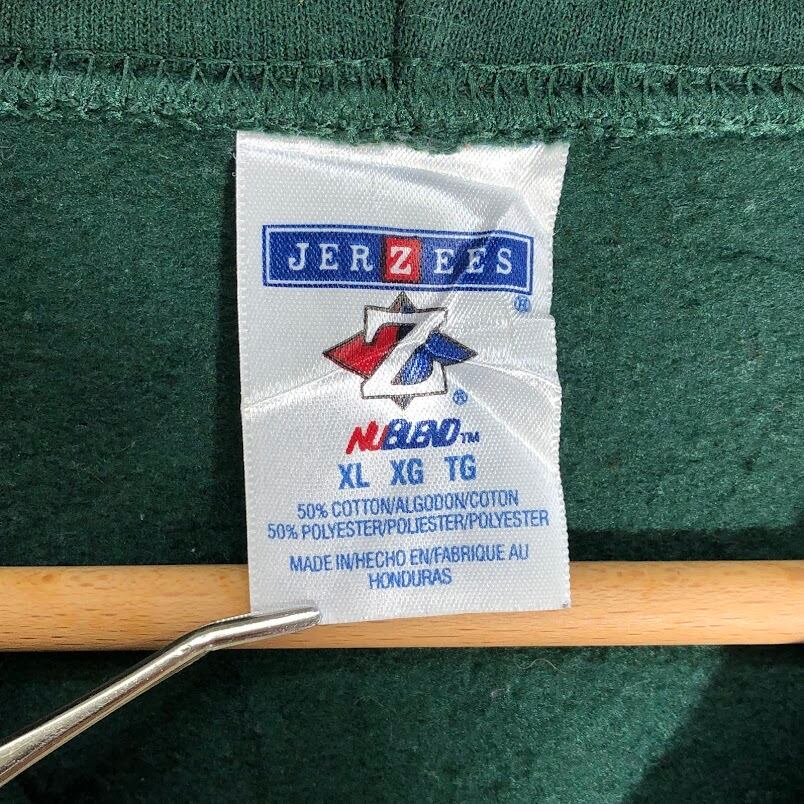 JERZEES®
Z®
NUBLEND™
XL XG TG
50% COTTON/ALGODON/COTON
50% POLYESTER/POLIESTER/POLYESTER
MADE IN/HECHO EN/FABRIQUE AU
HONDURAS